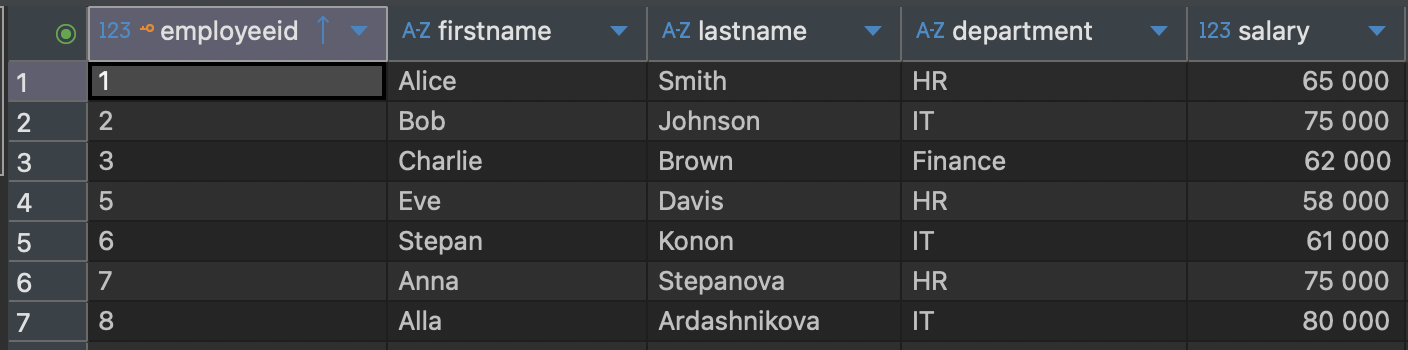 123 employeeid A-Z firstname A-Z lastname A-Z department 123 salary
1 1 Alice Smith HR 65 000
2 2 Bob Johnson IT 75 000
3 3 Charlie Brown Finance 62 000
4 5 Eve Davis HR 58 000
5 6 Stepan Konon IT 61 000
6 7 Anna Stepanova HR 75 000
7 8 Alla Ardashnikova IT 80 000